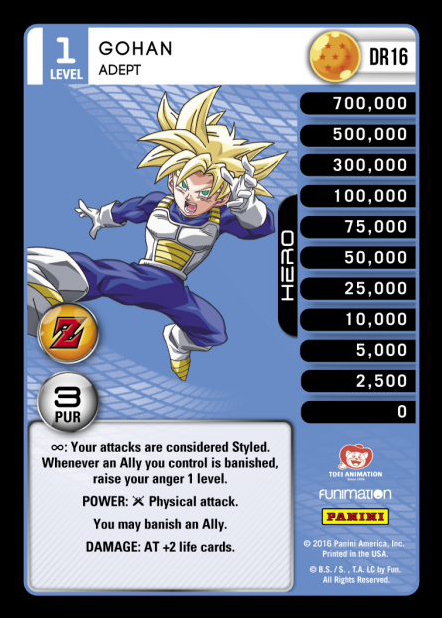 1
LEVEL
GOHAN
ADEPT
DR16
700,000
500,000
300,000
100,000
75,000
50,000
25,000
10,000
5,000
2,500
0
HERO
Z
3
PUR
∞: Your attacks are considered Styled.
Whenever an Ally you control is banished,
raise your anger 1 level.
POWER: Physical attack.
You may banish an Ally.
DAMAGE: AT +2 life cards.
TOEI ANIMATION
FUNIMATION
PANINI
© 2016 Panini America, Inc.
Printed in the USA.
© B.S. / S. , T.A. LC by Fun.
All Rights Reserved.